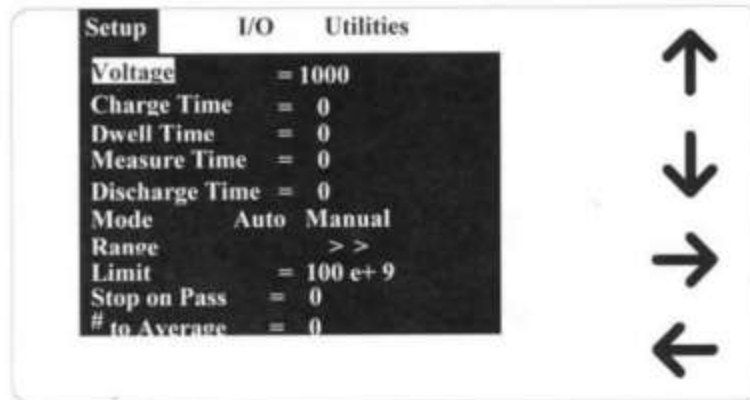 Setup I/O Utilities
Voltage = 1000
Charge Time = 0
Dwell Time = 0
Measure Time = 0
Discharge Time = 0
Mode Auto Manual
Range > >
Limit = 100 e+ 9
Stop on Pass = 0
# to Average = 0